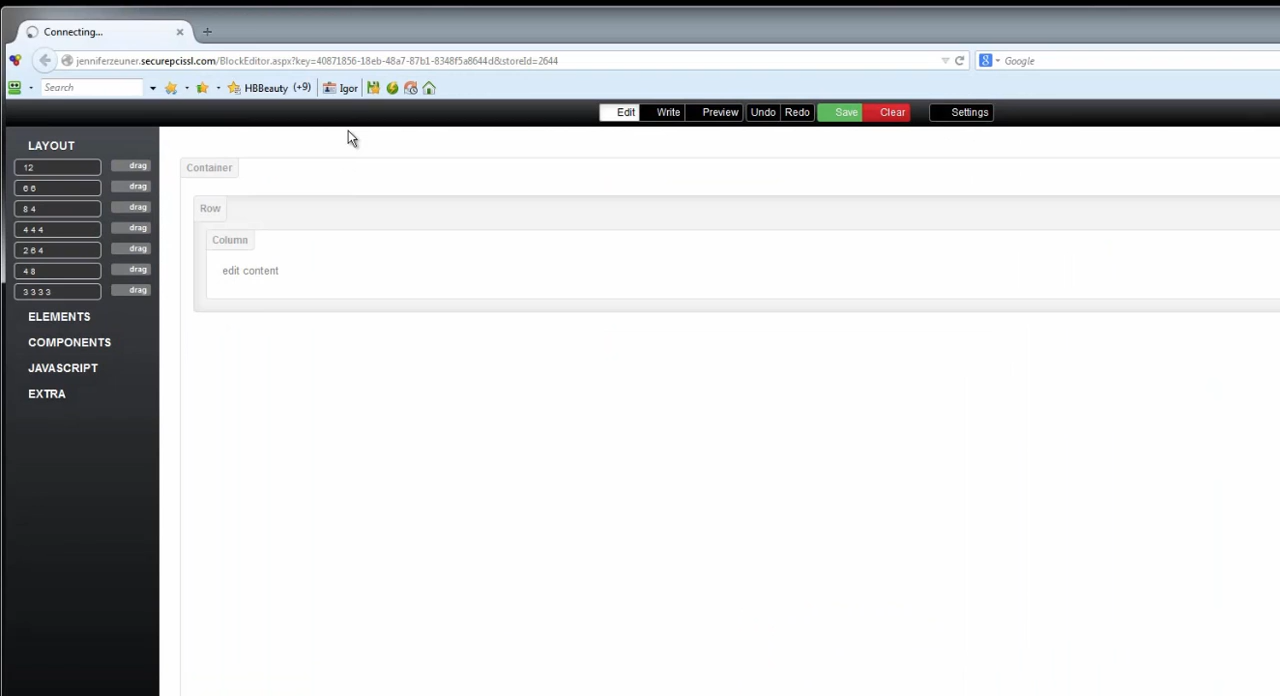 Connecting...
jenniferzeuner.securepcissl.com/BlockEditor.aspx?key=40871856-18eb-48a7-87b1-8348f5a8644d&storeId=2644
Google
Search
HBBeauty (+9)
Igor
Edit
Write
Preview
Undo
Redo
Save
Clear
Settings
LAYOUT
12 drag
6 6 drag
8 4 drag
4 4 4 drag
2 6 4 drag
4 8 drag
3 3 3 3 drag
ELEMENTS
COMPONENTS
JAVASCRIPT
EXTRA
Container
Row
Column
edit content